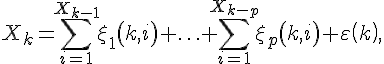 X_k = \sum_{i=1}^{X_{k-1}} \xi_1(k,i) + \ldots + \sum_{i=1}^{X_{k-p}} \xi_p(k,i) + \varepsilon(k),